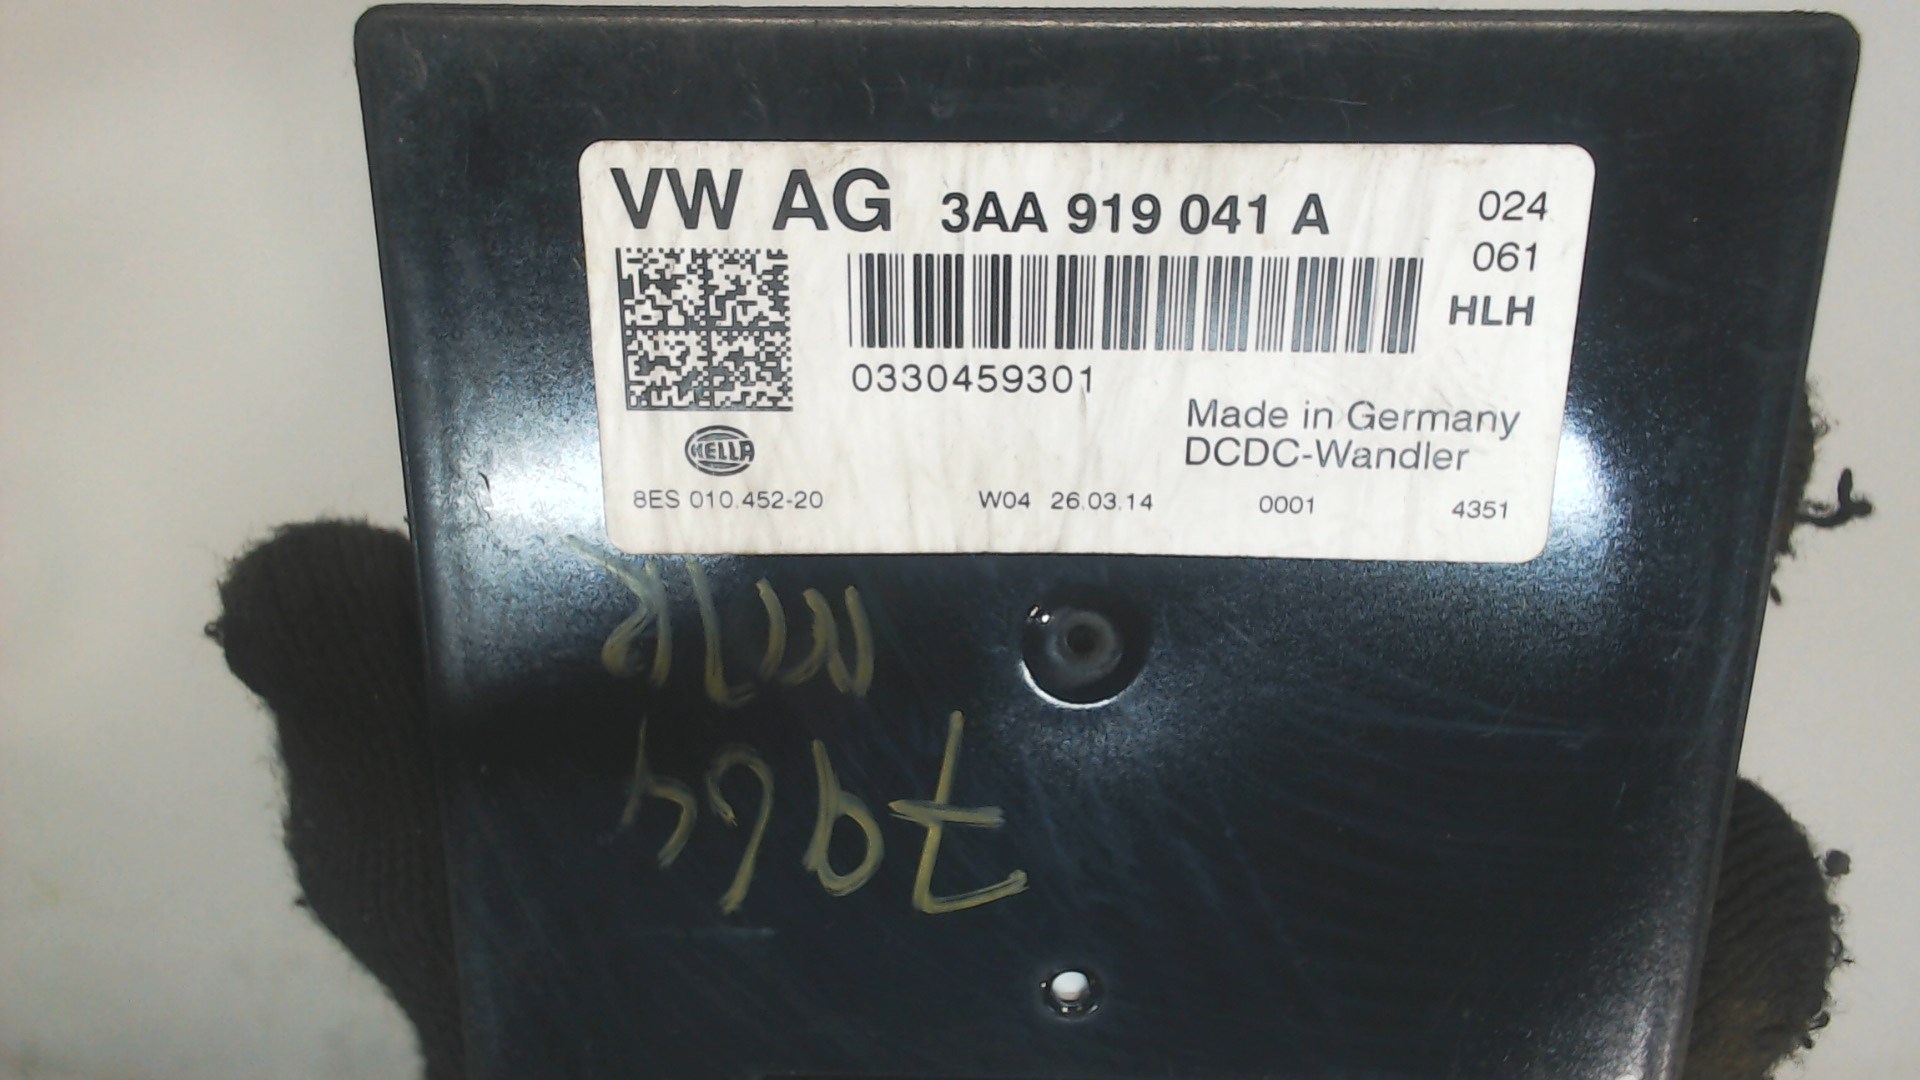 VW AG 3AA 919 041 A 024
061
HLH
0330459301
Made in Germany
DCDC-Wandler
HELLA
8ES 010.452-20 W04 26.03.14 0001 4351
7964